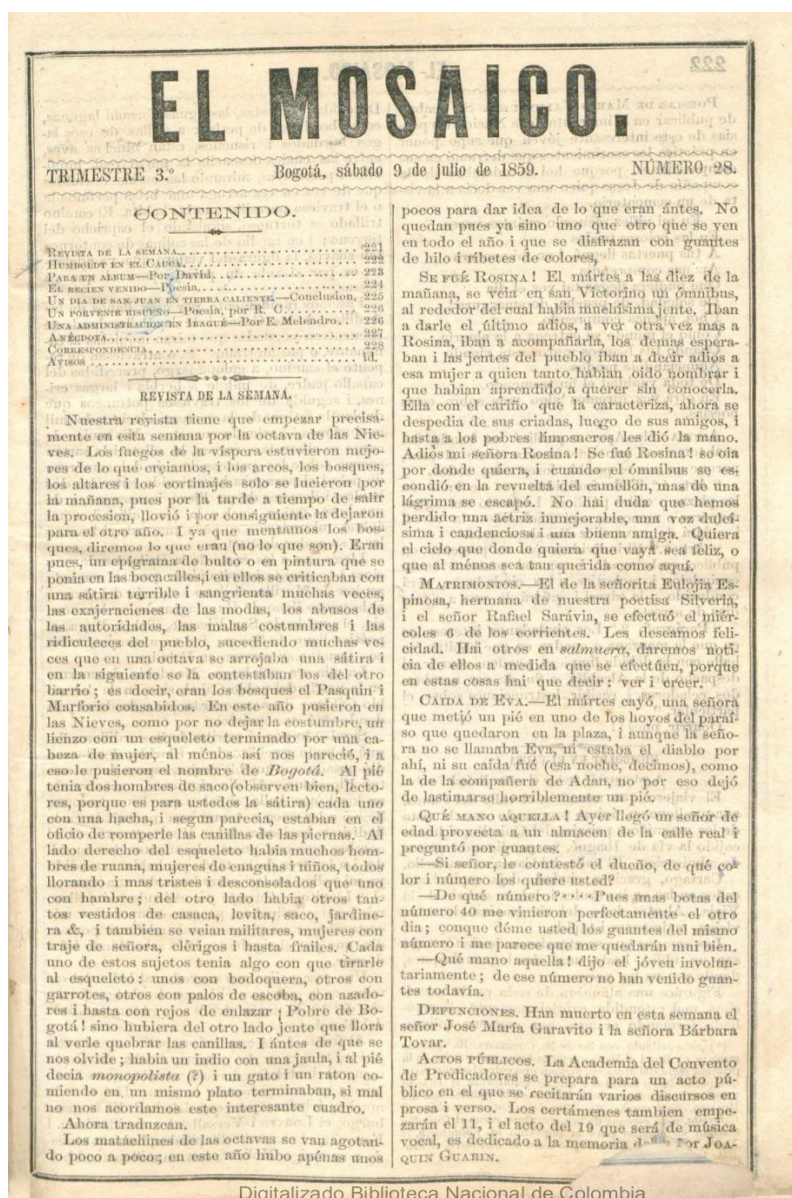 222
EL MOSAICO.
TRIMESTRE 3.º Bogotá, sábado 9 de julio de 1859. NÚMERO 28.
CONTENIDO.
REVISTA DE LA SEMANA 221
HUMBOLDT EN EL CAUCA 222
PARA UN ALBUM—Por David 223
EL RECIEN VENIDO—Poesia 224
UN DIA DE SAN JUAN EN TIERRA CALIENTE—Conclusion. 225
UN PORVENIR RISUEÑO—Poesia, por R. C. 226
UNA ADMINISTRACION EN IBAGUÉ—Por E. Melendro 226
ANÉCDOTA 227
CORRESPONDENCIA 228
AVISOS id.
REVISTA DE LA SEMANA.
Nuestra revista tiene que empezar precisa-
mente en esta semana por la octava de las Nie-
ves. Los fuegos de la víspera estuvieron mejo-
res de lo que creiamos, i los arcos, los bosques,
los altares i los cortinajes solo se lucieron por
la mañana, pues por la tarde a tiempo de salir
la procesion, llovió i por consiguiente la dejaron
para el otro año. I ya que mentamos los bos-
ques, diremos lo que eran (no lo que son). Eran
pues, un epígrama de bulto o en pintura que se
ponia en las bocacalles, i en ellos se criticaban con
una sátira terrible i sangrienta muchas veces,
las exajeraciones de las modas, los abusos de
las autoridades, las malas costumbres i las
ridiculeces del pueblo, sucediendo muchas ve-
ces que en una octava se arrojaba una sátira i
en la siguiente se la contestaban los del otro
barrio; es decir, eran los bosques el Pasquin i
Marforio consabidos. En este año pusieron en
las Nieves, como por no dejar la costumbre, un
lienzo con un esqueleto terminado por una ca-
beza de mujer, al ménos así nos pareció, i a
eso le pusieron el nombre de Bogotá. Al pié
tenia dos hombres de saco (observen bien, lecto-
res, porque es para ustedes la sátira) cada uno
con una hacha, i segun parecia, estaban en el
oficio de romperle las canillas de las piernas. Al
lado derecho del esqueleto habia muchos hom-
bres de ruana, mujeres de enaguas i niños, todos
llorando i mas tristes i desconsolados que uno
con hambre; del otro lado habia otros tan-
tos vestidos de casaca, levita, saco, jardine-
ra &, i tambien se veian militares, mujeres con
traje de señora, clérigos i hasta frailes. Cada
uno de estos sujetos tenia algo con que tirarle
al esqueleto: unos con bodoquera, otros con
garrotes, otros con palos de escoba, con azado-
res i hasta con rejos de enlazar ¡Pobre de Bo-
gotá! sino hubiera del otro lado jente que llora
al verle quebrar las canillas. I ántes de que se
nos olvide; habia un indio con una jaula, i al pié
decia monopolista (?) i un gato i un raton co-
miendo en un mismo plato terminaban, si mal
no nos acordamos este interesante cuadro.
Ahora traduzcan.
Los matachines de las octavas se van agotan-
do poco a poco; en este año hubo apénas unos
pocos para dar idea de lo que eran ántes. No
quedan pues ya sino uno que otro que se ven
en todo el año i que se disfrazan con guantes
de hilo i ribetes de colores,
SE FUÉ ROSINA! El mártes a las diez de la
mañana, se veia en san Victorino un ómnibus,
al rededor del cual habia muchísima jente. Iban
a darle el último adios, a ver otra vez mas a
Rosina, iban a acompañarla, los demas espera-
ban i las jentes del pueblo iban a decir adios a
esa mujer a quien tanto habian oido nombrar i
que habian aprendido a querer sin conocerla.
Ella con el cariño que la caracteriza, ahora se
despedia de sus criadas, luego de sus amigos, i
hasta a los pobres limosneros les dió la mano.
Adios mi señora Rosina! Se fué Rosina! se oia
por donde quiera, i cuando el ómnibus se es-
condió en la revuelta del camellon, mas de una
lágrima se escapó. No hai duda que hemos
perdido una actriz inmejorable, una voz dulcí-
sima i candenciosa i una buena amiga. Quiera
el cielo que donde quiera que vaya sea feliz, o
que al ménos sea tan querida como aquí.
MATRIMONIOS.—El de la señorita Eulojia Es-
pinosa, hermana de nuestra poetisa Silveria,
i el señor Rafael Sarávia, se efectuó el miér-
coles 6 de los corrientes. Les deseamos feli-
cidad. Hai otros en salmuera, daremos noti-
cia de ellos a medida que se efectúen, porque
en estas cosas hai que decir: ver i creer.
CAIDA DE EVA.—El mártes cayó una señora
que metió un pié en uno de los hoyos del parai-
so que quedaron en la plaza, i aunque la seño-
ra no se llamaba Eva, ni estaba el diablo por
ahí, ni su caida fué (esa noche, decimos), como
la de la compañera de Adan, no por eso dejó
de lastimarse horriblemente un pié.
QUÉ MANO AQUELLA! Ayer llegó un señor de
edad provecta a un almacen de la calle real i
preguntó por guantes.
—Si señor, le contestó el dueño, de qué co-
lor i número los quiere usted?
—De qué número?.... Pues unas botas del
número 40 me vinieron perfectamente el otro
dia; conque déme usted los guantes del mismo
número i me parece que me quedarán mui bien.
—Qué mano aquella! dijo el jóven involun-
tariamente; de ese número no han venido guan-
tes todavía.
DEFUNCIONES. Han muerto en esta semana el
señor José María Garavito i la señora Bárbara
Tovar.
ACTOS PÚBLICOS. La Academia del Convento
de Predicadores se prepara para un acto pú-
blico en el que se recitarán varios discursos en
prosa i verso. Los certámenes tambien empe-
zarán el 11, i el acto del 19 que será de música
vocal, es dedicado a la memoria JOA-
QUIN GUARIN.
Digitalizado Biblioteca Nacional de Colombia